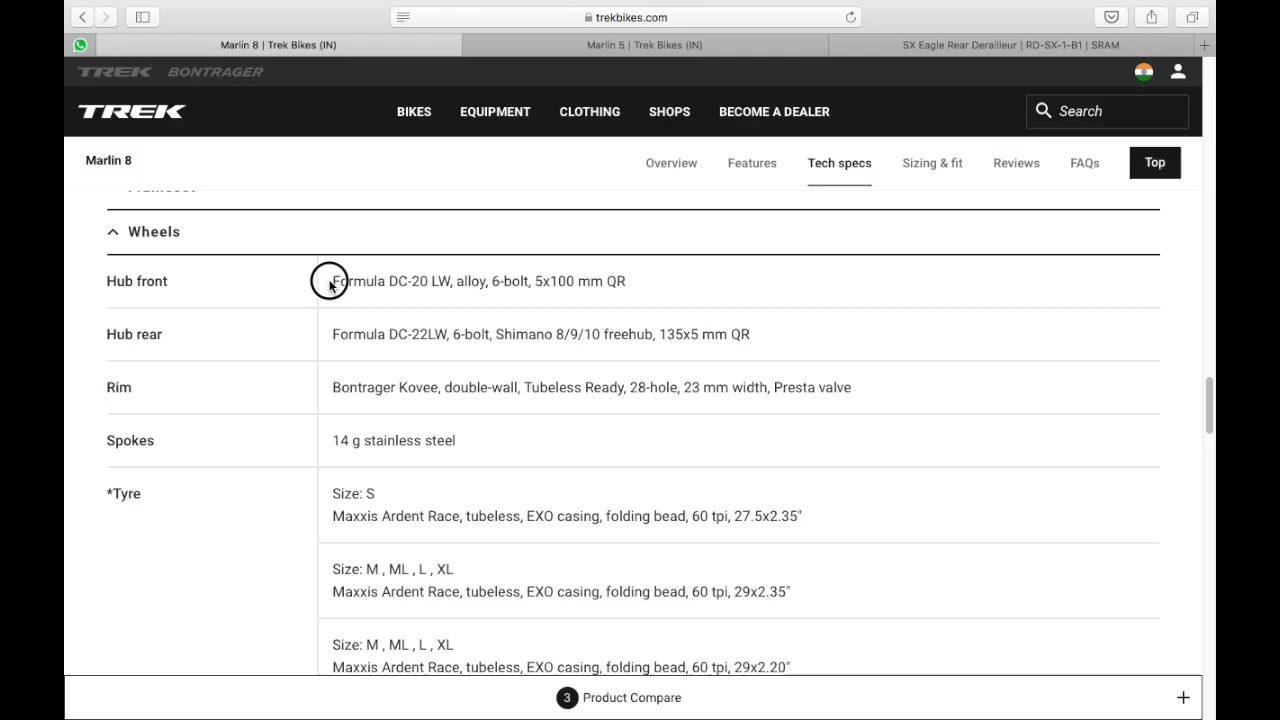 trekbikes.com
Marlin 8 | Trek Bikes (IN)
Marlin 5 | Trek Bikes (IN)
SX Eagle Rear Derailleur | RD-SX-1-B1 | SRAM
TREK BONTRAGER
TREK
BIKES EQUIPMENT CLOTHING SHOPS BECOME A DEALER
Search
Marlin 8
Overview Features Tech specs Sizing & fit Reviews FAQs Top
Wheels
Hub front
Formula DC-20 LW, alloy, 6-bolt, 5x100 mm QR
Hub rear
Formula DC-22LW, 6-bolt, Shimano 8/9/10 freehub, 135x5 mm QR
Rim
Bontrager Kovee, double-wall, Tubeless Ready, 28-hole, 23 mm width, Presta valve
Spokes
14 g stainless steel
*Tyre
Size: S
Maxxis Ardent Race, tubeless, EXO casing, folding bead, 60 tpi, 27.5x2.35"
Size: M , ML , L , XL
Maxxis Ardent Race, tubeless, EXO casing, folding bead, 60 tpi, 29x2.35"
Size: M , ML , L , XL
Maxxis Ardent Race, tubeless, EXO casing, folding bead, 60 tpi, 29x2.20"
3 Product Compare